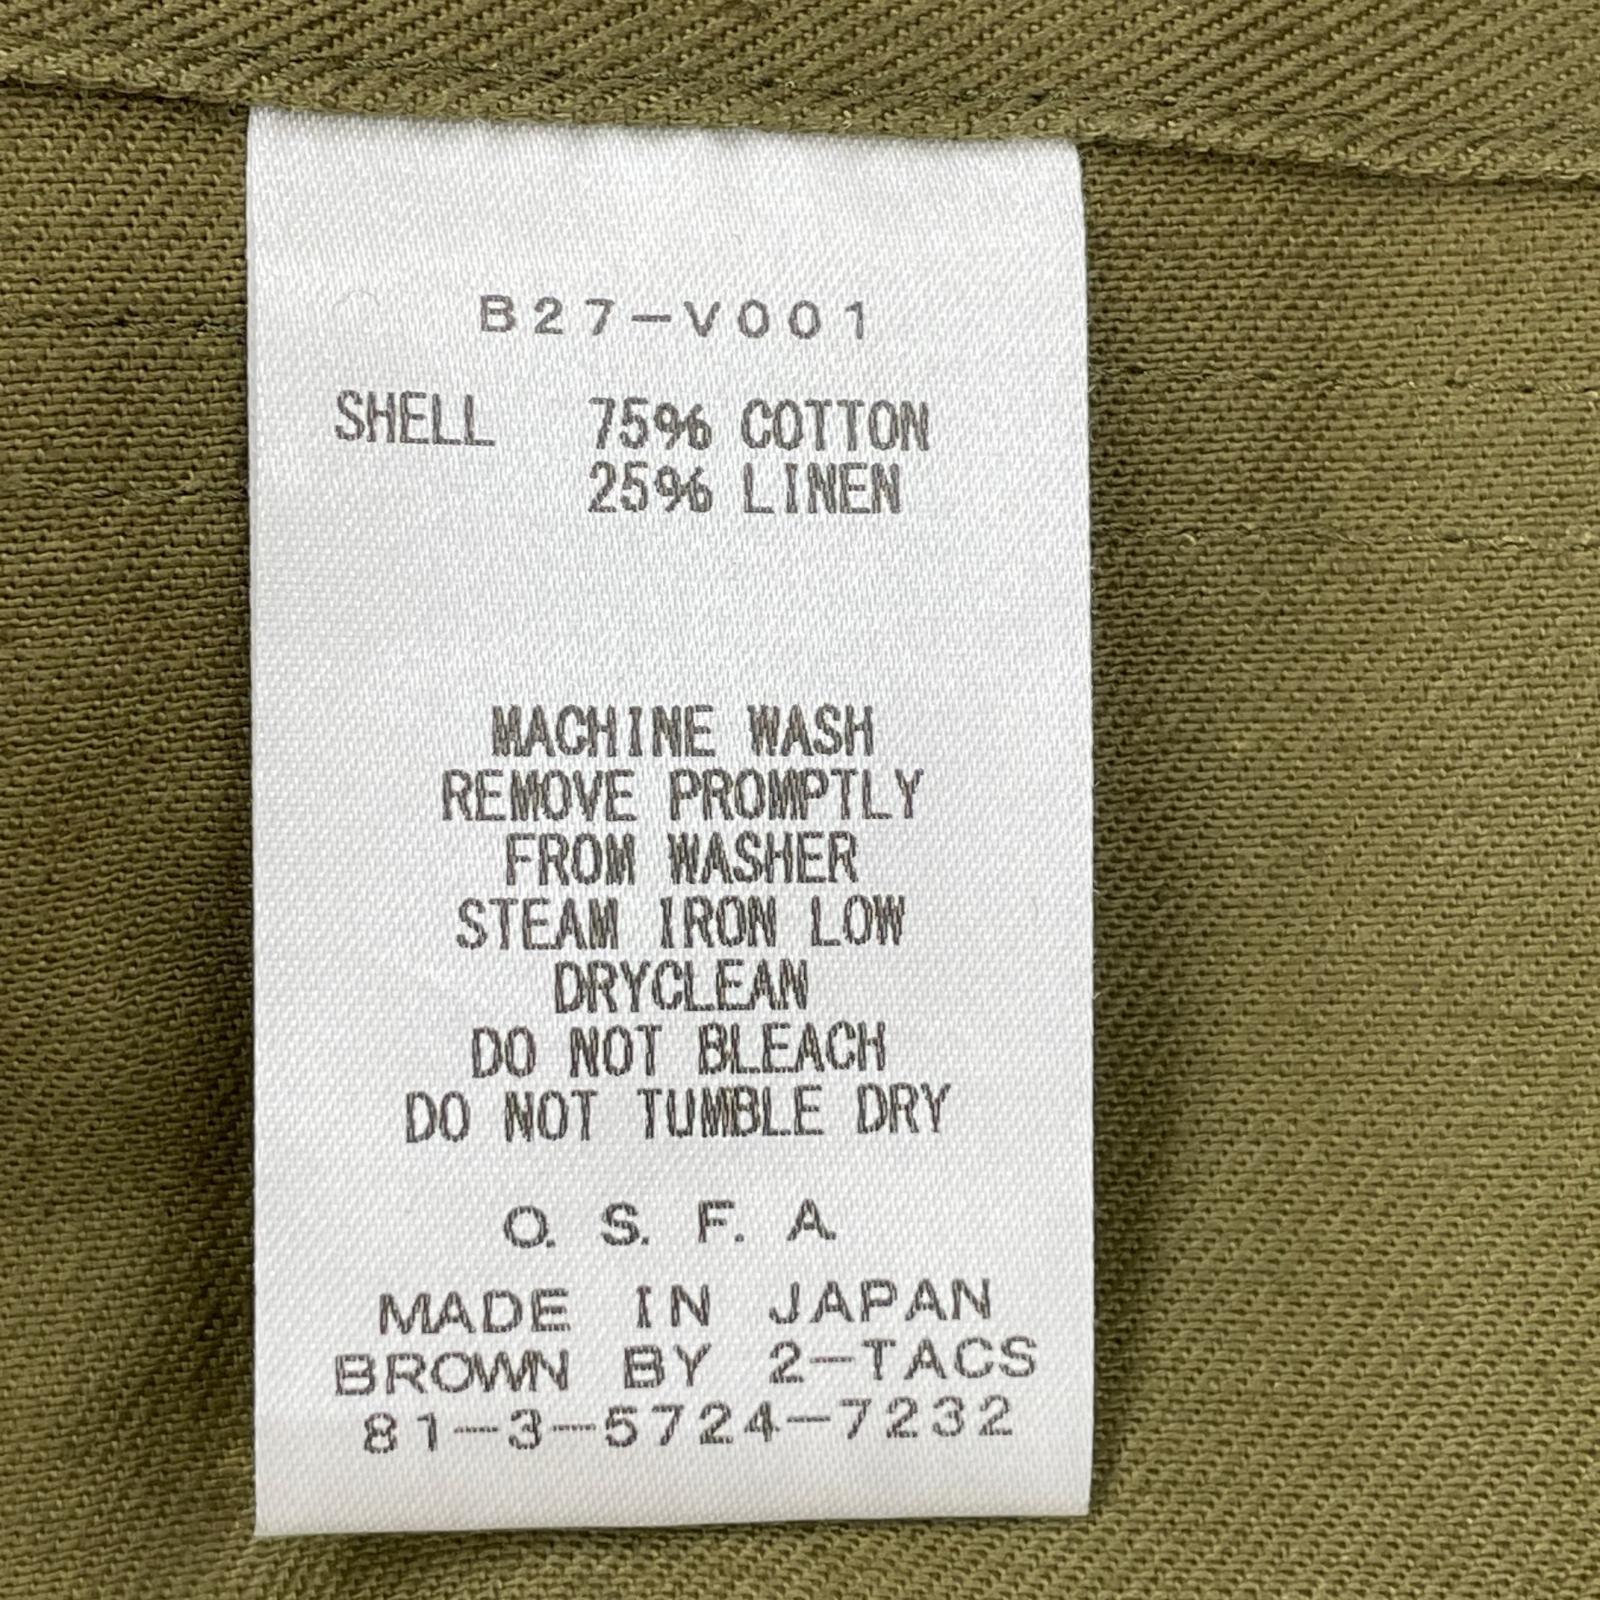 B27-V001
SHELL 75% COTTON
25% LINEN
MACHINE WASH
REMOVE PROMPTLY
FROM WASHER
STEAM IRON LOW
DRYCLEAN
DO NOT BLEACH
DO NOT TUMBLE DRY
O. S. F. A.
MADE IN JAPAN
BROWN BY 2-TACS
81-3-5724-7232